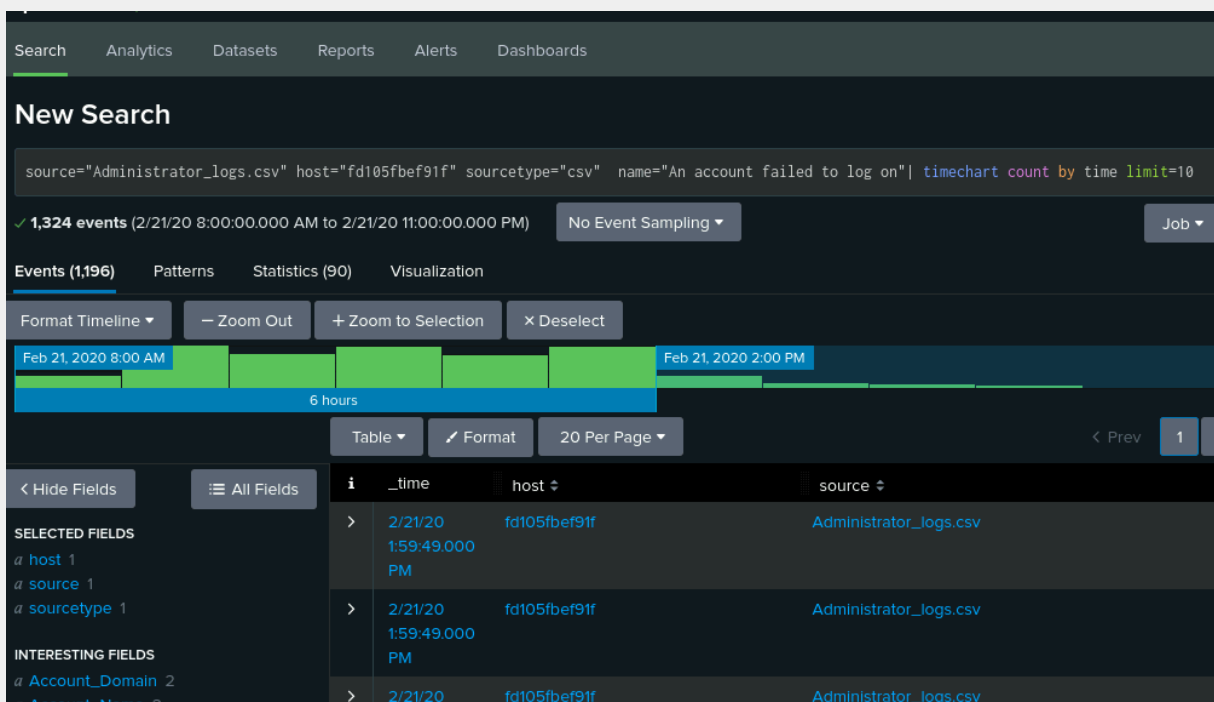 Search Analytics Datasets Reports Alerts Dashboards
New Search
source="Administrator_logs.csv" host="fd105fbef91f" sourcetype="csv"  name="An account failed to log on"| timechart count by time limit=10
✓ 1,324 events (2/21/20 8:00:00.000 AM to 2/21/20 11:00:00.000 PM) No Event Sampling ▾ Job ▾
Events (1,196) Patterns Statistics (90) Visualization
Format Timeline ▾ — Zoom Out + Zoom to Selection × Deselect
Feb 21, 2020 8:00 AM Feb 21, 2020 2:00 PM
6 hours
Table ▾ Format 20 Per Page ▾ < Prev 1
< Hide Fields All Fields i _time host source
SELECTED FIELDS
a host 1
a source 1
a sourcetype 1
INTERESTING FIELDS
a Account_Domain 2
> 2/21/20 fd105fbef91f Administrator_logs.csv
1:59:49.000
PM
> 2/21/20 fd105fbef91f Administrator_logs.csv
1:59:49.000
PM
> 2/21/20 fd105fbef91f Administrator_logs.csv